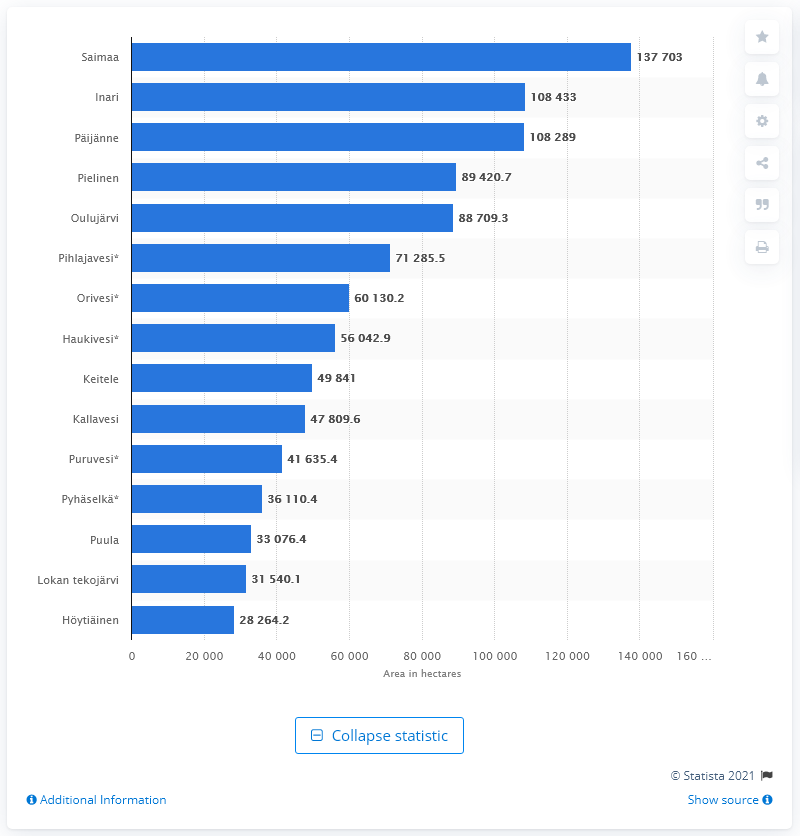 Saimaa 137 703
Inari 108 433
Päijänne 108 289
Pielinen 89 420.7
Oulujärvi 88 709.3
Pihlajavesi* 71 285.5
Orivesi* 60 130.2
Haukivesi* 56 042.9
Keitele 49 841
Kallavesi 47 809.6
Puruvesi* 41 635.4
Pyhäselkä* 36 110.4
Puula 33 076.4
Lokan tekojärvi 31 540.1
Höytiäinen 28 264.2
0 20 000 40 000 60 000 80 000 100 000 120 000 140 000 160 ...
Area in hectares
Collapse statistic
© Statista 2021
Additional Information Show source